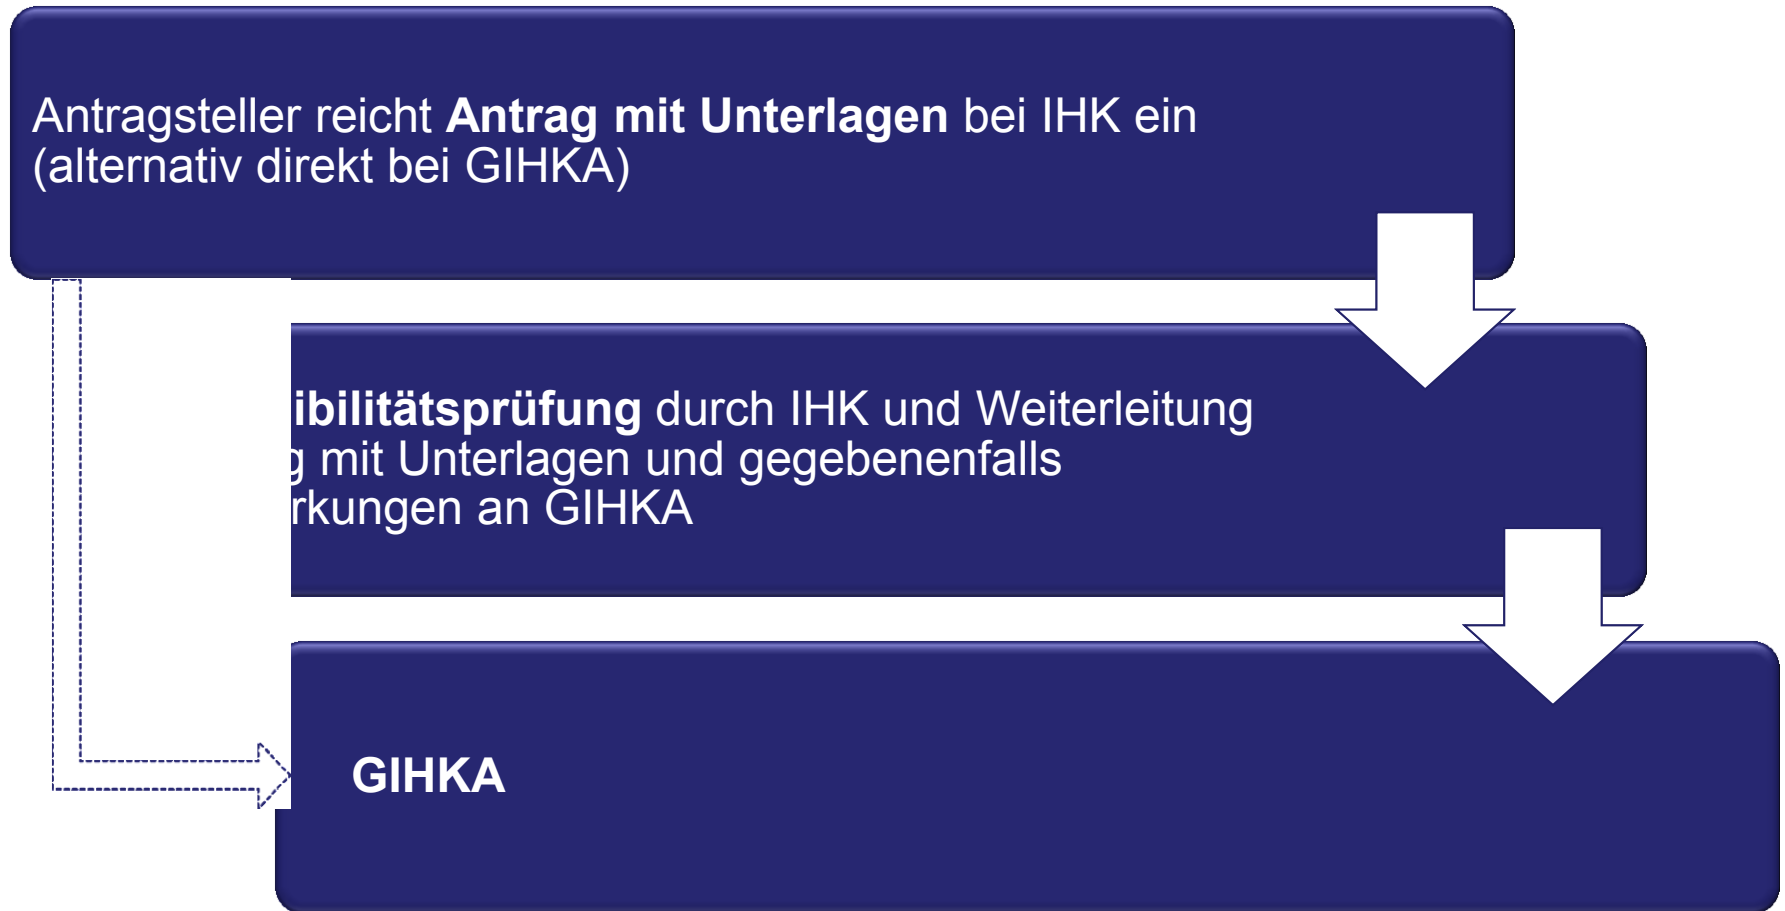 Antragsteller reicht Antrag mit Unterlagen bei IHK ein
(alternativ direkt bei GIHKA)
ibilitätsprüfung durch IHK und Weiterleitung
g mit Unterlagen und gegebenenfalls
rkungen an GIHKA
GIHKA